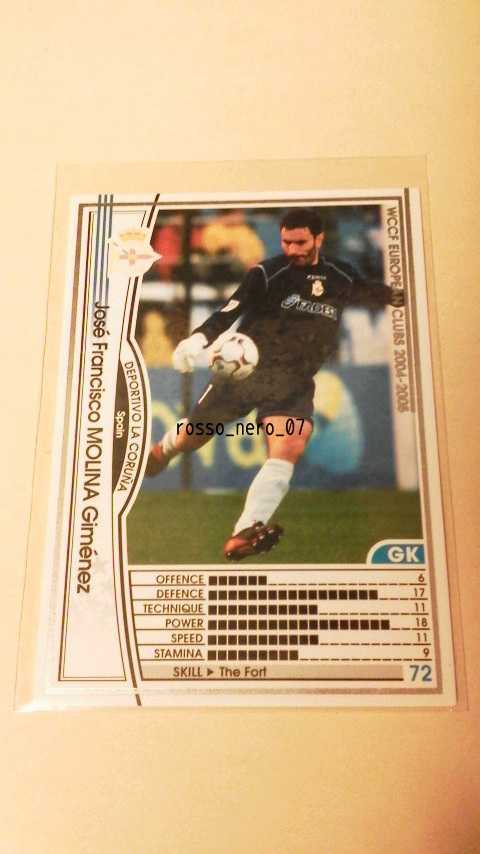 WCCF EUROPEAN CLUBS 2004-2005
José Francisco MOLINA Giménez
DEPORTIVO LA CORUÑA
Spain
FADESA
rosso_nero_07
GK
OFFENCE 6
DEFENCE 17
TECHNIQUE 11
POWER 18
SPEED 11
STAMINA 9
SKILL ▶ The Fort 72